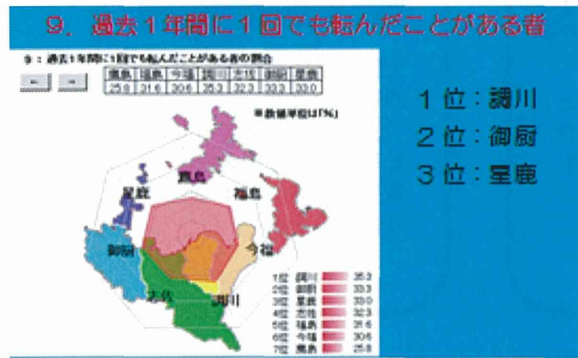 9．過去１年間に１回でも転んだことがある者
9：過去1年間に1回でも転んだことがある者の割合
← →
鷹島 福島 今福 調川 志佐 御厨 星鹿
25.8 31.6 30.6 35.3 32.3 33.3 33.0
※数値単位は「%」
１位：調川
２位：御厨
３位：星鹿
鷹島
星鹿
福島
御厨
今福
志佐
調川
1位 調川 35.3
2位 御厨 33.3
3位 星鹿 33.0
4位 志佐 32.3
5位 福島 31.6
6位 今福 30.6
7位 鷹島 25.8